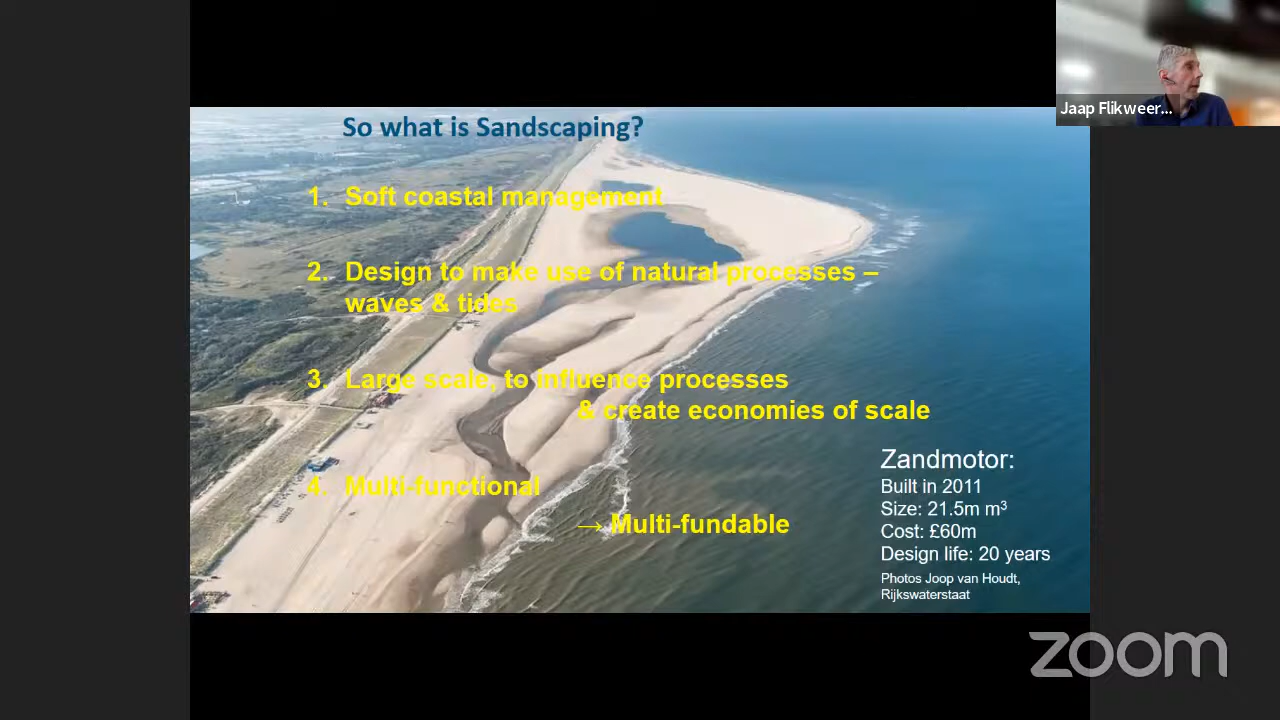 Jaap Flikweer...
So what is Sandscaping?
1. Soft coastal management
2. Design to make use of natural processes –
waves & tides
3. Large scale, to influence processes
& create economies of scale
4. Multi-functional
→ Multi-fundable
Zandmotor:
Built in 2011
Size: 21.5m m³
Cost: £60m
Design life: 20 years
Photos Joop van Houdt,
Rijkswaterstaat
zoom